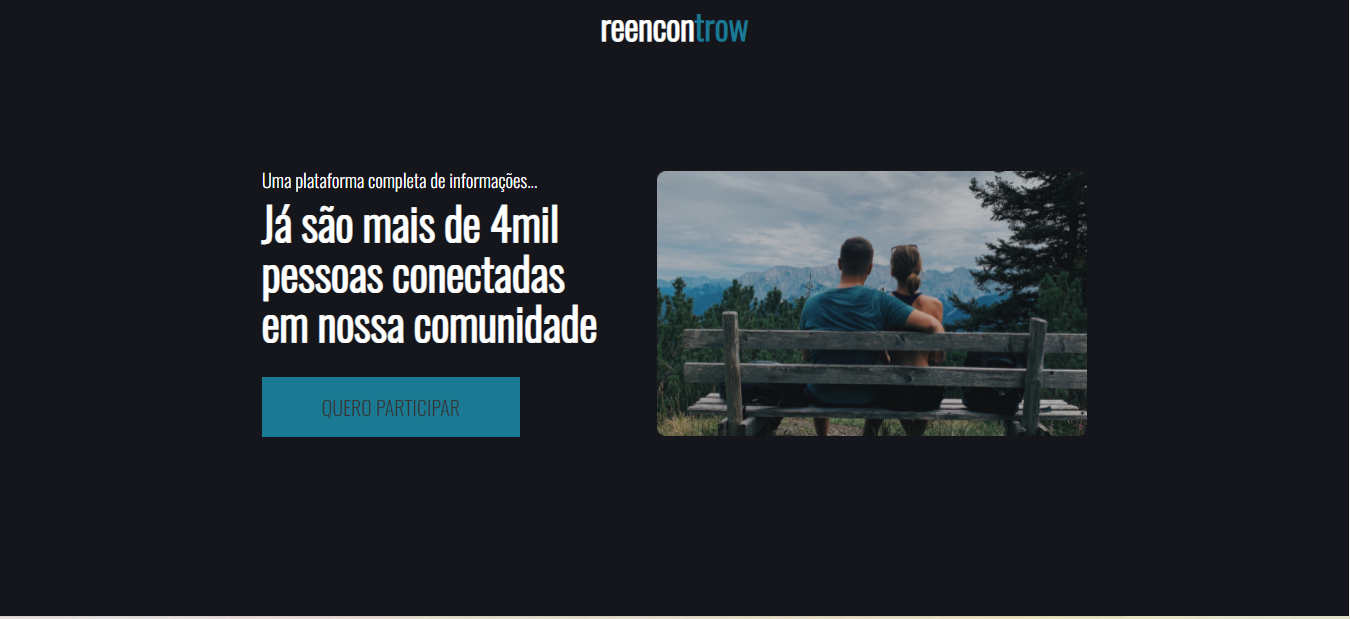 reencontrow
Uma plataforma completa de informações...
Já são mais de 4mil
pessoas conectadas
em nossa comunidade
QUERO PARTICIPAR